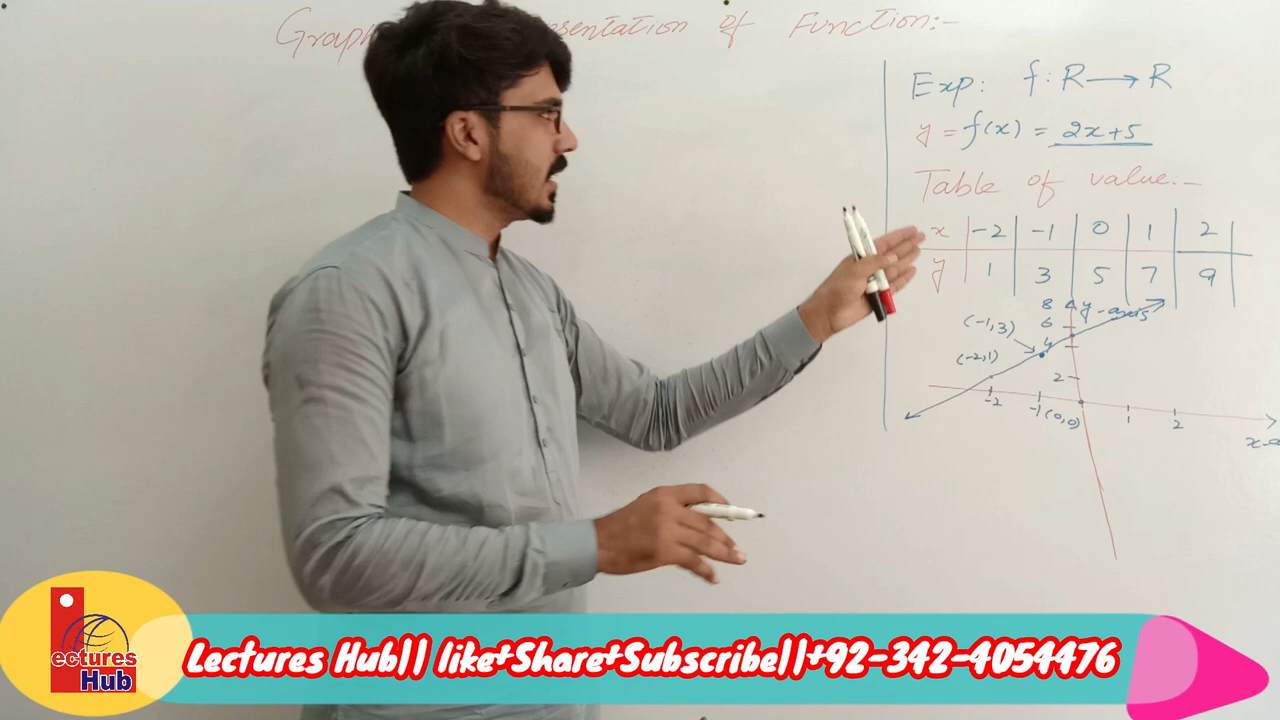 Graph esentation of Function:-
Exp: f: R → R
y = f(x) = 2x+5
Table of value:-
x -2 -1 0 1 2
y 1 3 5 7 9
8 y-axis
6
(-1,3)
4
(-2,1)
2
-2 -1 (0,0) 1 2
x-a
ectures
Hub
Lectures Hub|| like+Share+Subscribe||+92-342-4054476